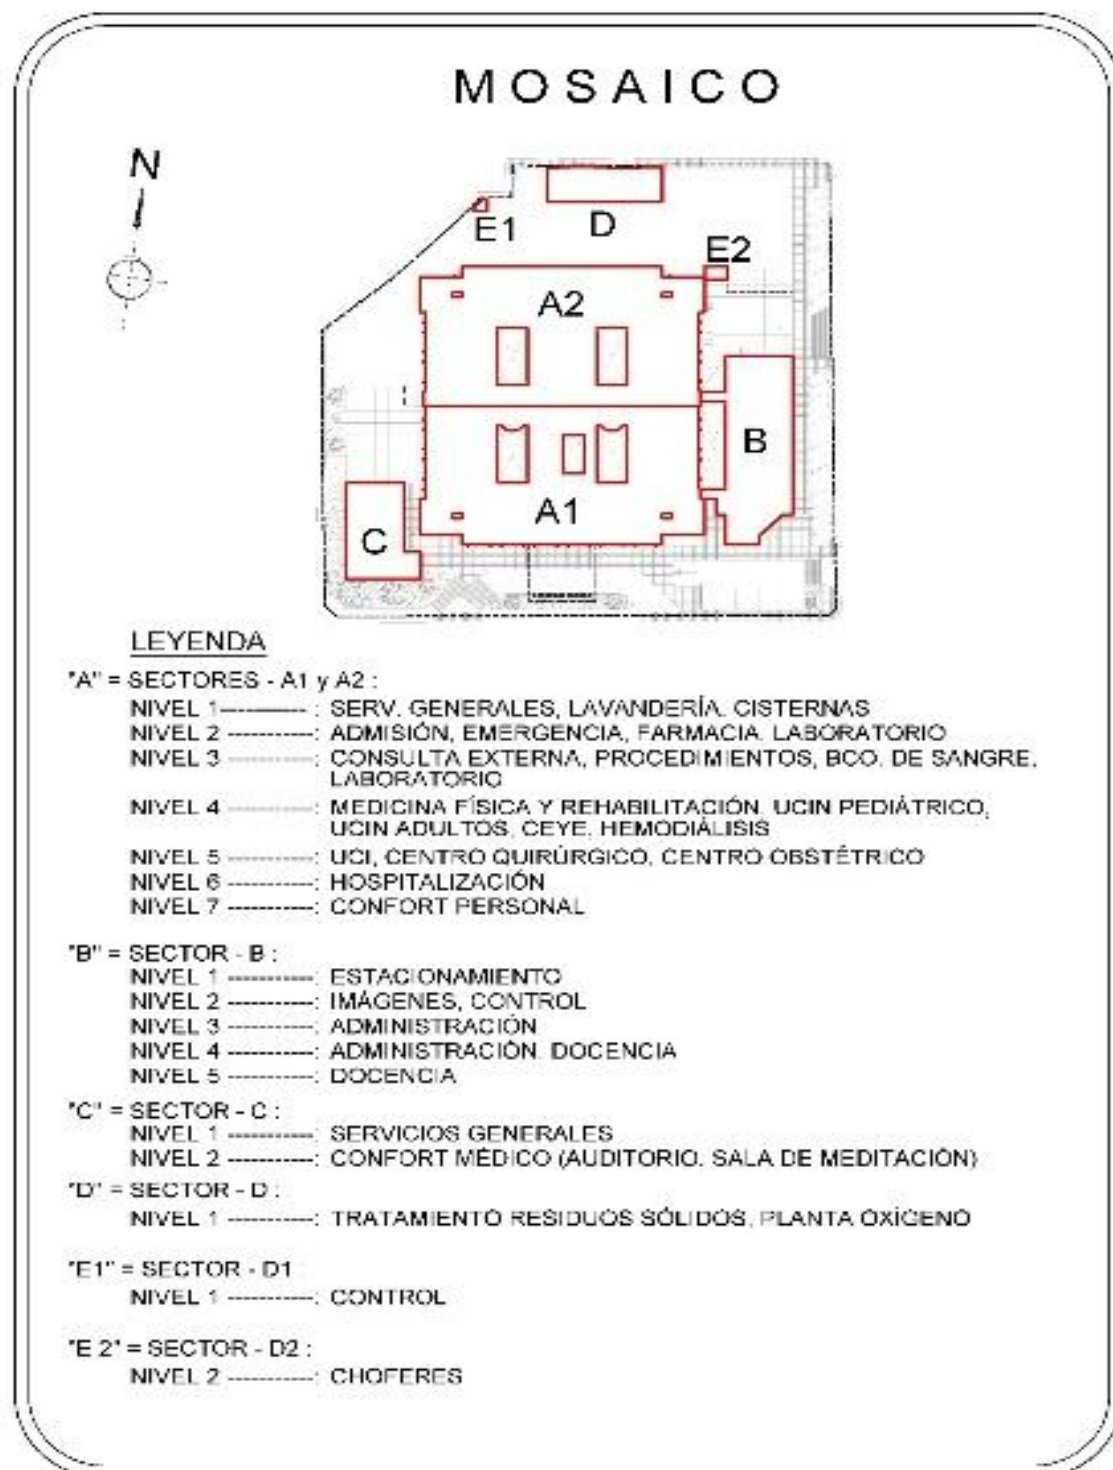 MOSAICO
N
E1
D
E2
A2
B
A1
C
LEYENDA
"A" = SECTORES - A1 y A2 :
NIVEL 1 ----------- : SERV. GENERALES, LAVANDERÍA. CISTERNAS
NIVEL 2 -----------: ADMISIÓN, EMERGENCIA, FARMACIA. LABORATORIO
NIVEL 3 -----------: CONSULTA EXTERNA, PROCEDIMIENTOS, BCO. DE SANGRE.
LABORATORIO
NIVEL 4 -----------: MEDICINA FÍSICA Y REHABILITACIÓN. UCIN PEDIÁTRICO,
UCIN ADULTOS, CEYE. HEMODIÁLISIS
NIVEL 5 -----------: UCI, CENTRO QUIRÚRGICO, CENTRO OBSTÉTRICO
NIVEL 6 -----------: HOSPITALIZACIÓN
NIVEL 7 -----------: CONFORT PERSONAL
"B" = SECTOR - B :
NIVEL 1 -----------: ESTACIONAMIENTO
NIVEL 2 -----------: IMÁGENES, CONTROL
NIVEL 3 -----------: ADMINISTRACIÓN
NIVEL 4 -----------: ADMINISTRACIÓN. DOCENCIA
NIVEL 5 -----------: DOCENCIA
"C" = SECTOR - C :
NIVEL 1 -----------: SERVICIOS GENERALES
NIVEL 2 -----------: CONFORT MÉDICO (AUDITORIO. SALA DE MEDITACIÓN)
"D" = SECTOR - D :
NIVEL 1 -----------: TRATAMIENTO RESIDUOS SÓLIDOS, PLANTA OXÍGENO
"E1" = SECTOR - D1 :
NIVEL 1 -----------: CONTROL
"E 2" = SECTOR - D2 :
NIVEL 2 -----------: CHOFERES